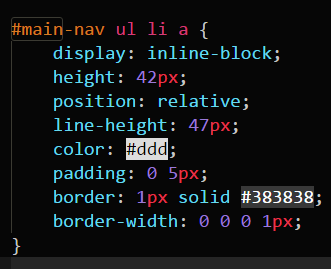 #main-nav ul li a {
display: inline-block;
height: 42px;
position: relative;
line-height: 47px;
color: #ddd;
padding: 0 5px;
border: 1px solid #383838;
border-width: 0 0 0 1px;
}